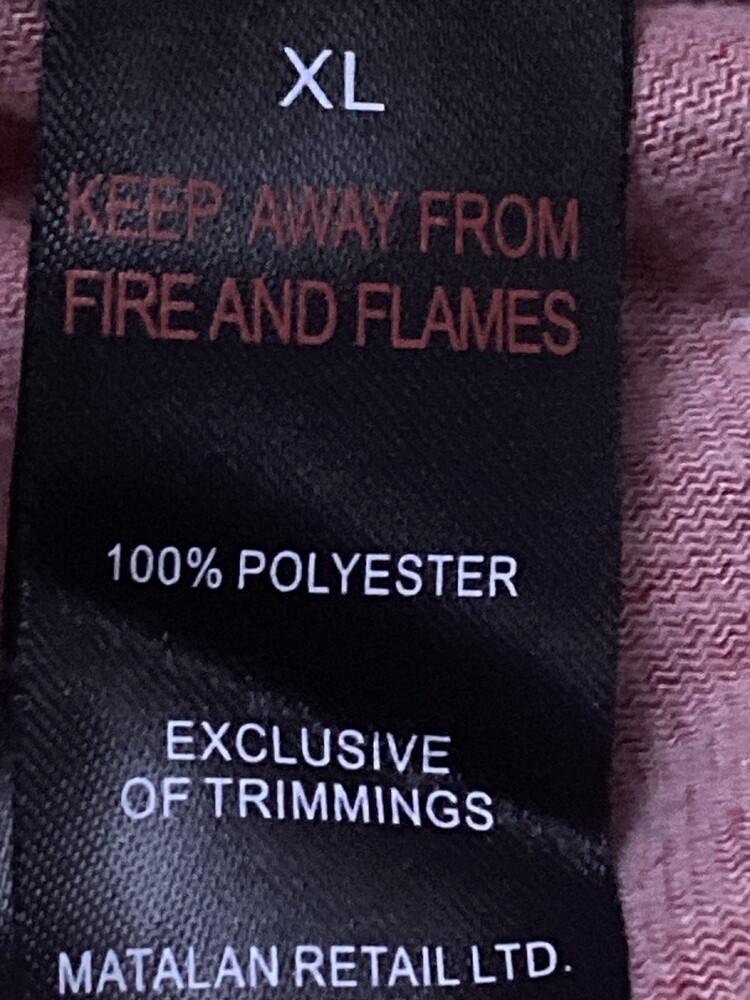 XL
KEEP AWAY FROM
FIRE AND FLAMES
100% POLYESTER
EXCLUSIVE
OF TRIMMINGS
MATALAN RETAIL LTD.